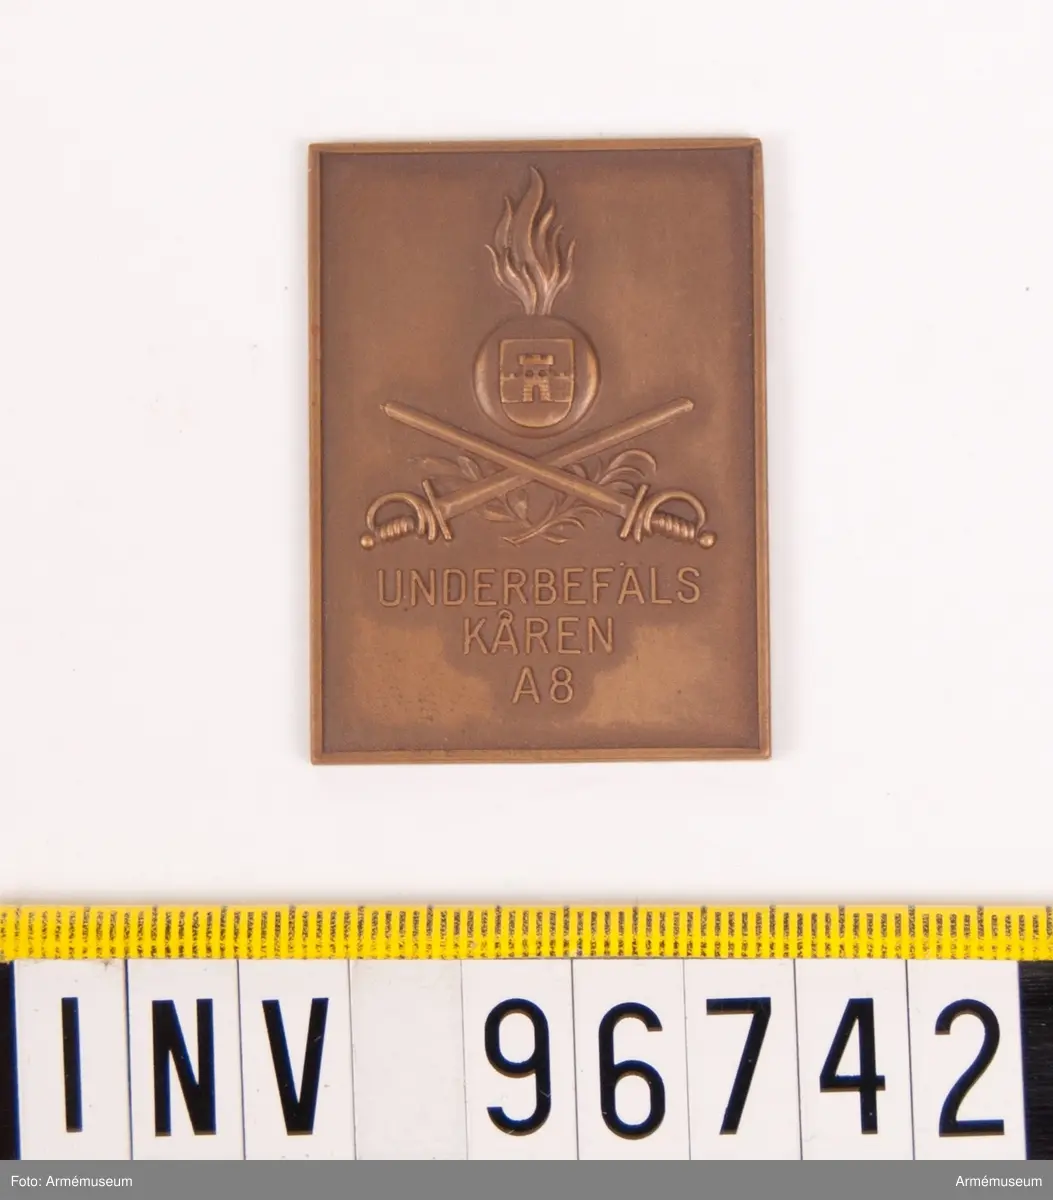 UNDERBEFÄLS
KÅREN
A8
INV 96742
Foto: Armémuseum
Armémuseum